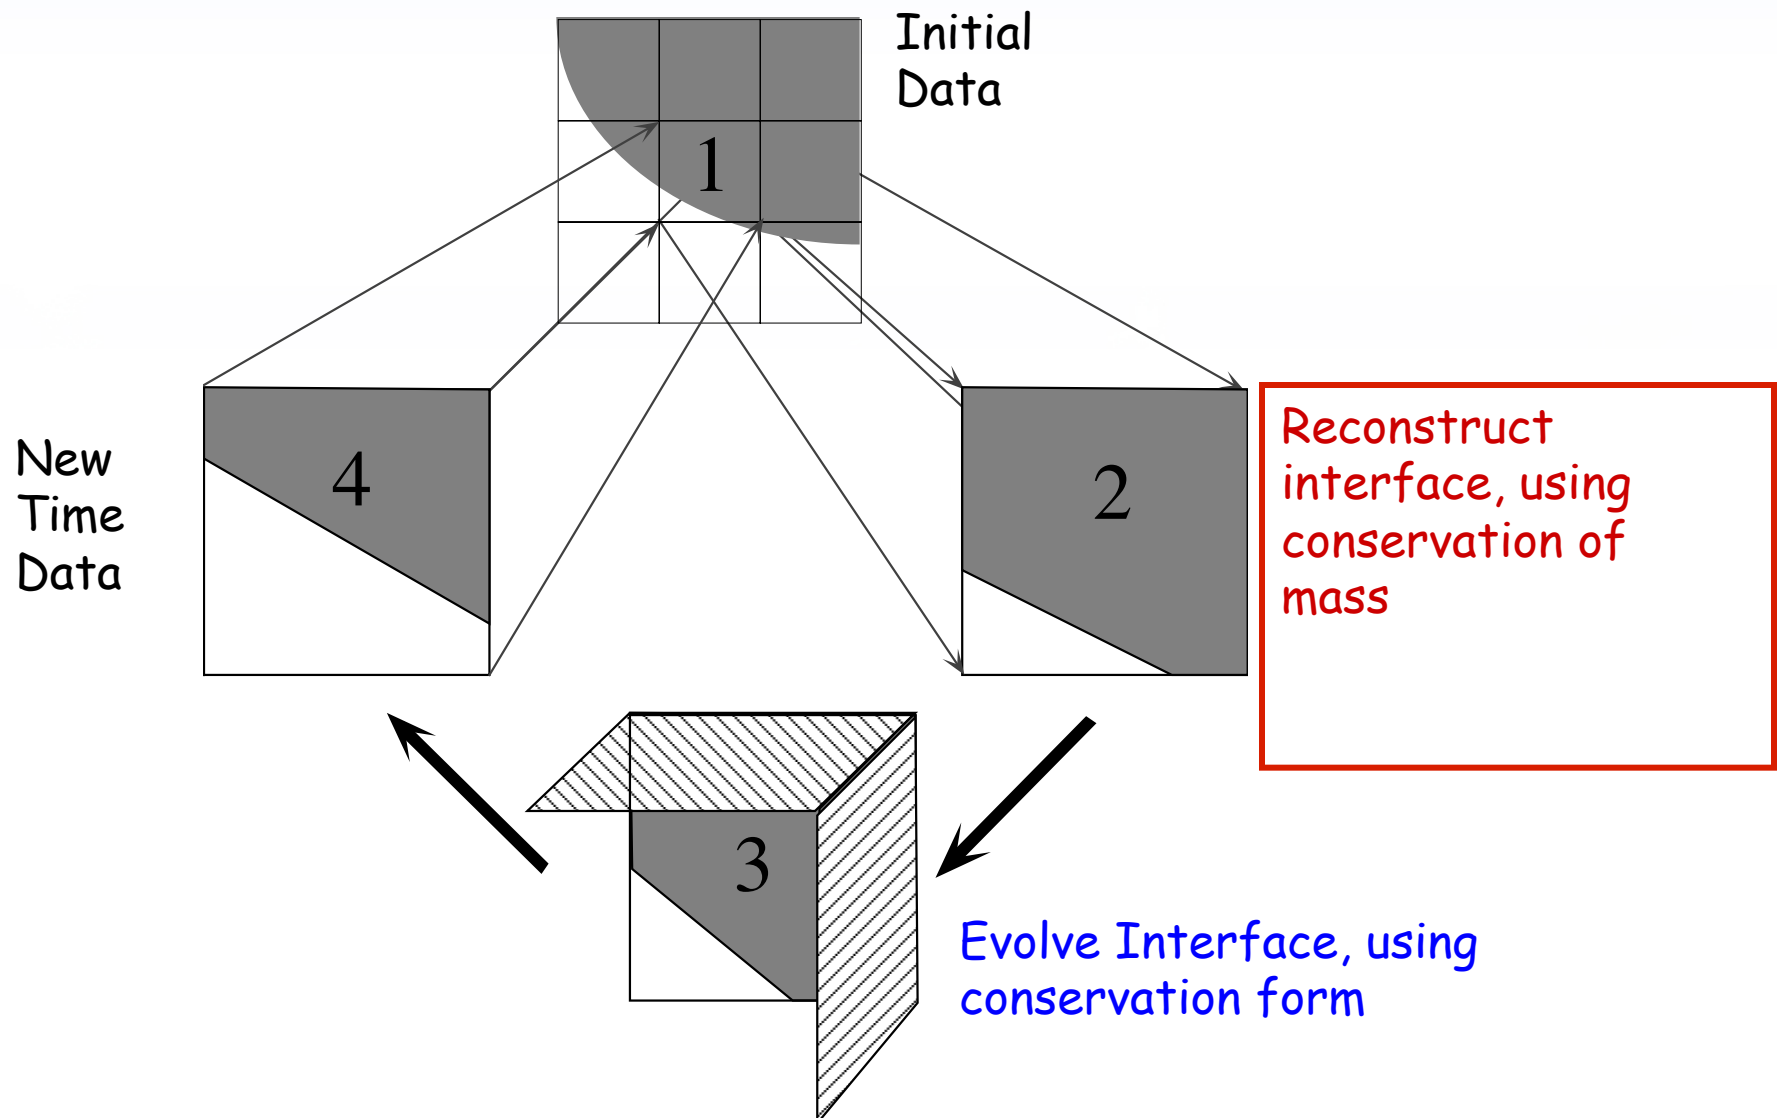 Initial
Data
1
New
Time
Data
4
2
Reconstruct
interface, using
conservation of
mass
3
Evolve Interface, using
conservation form